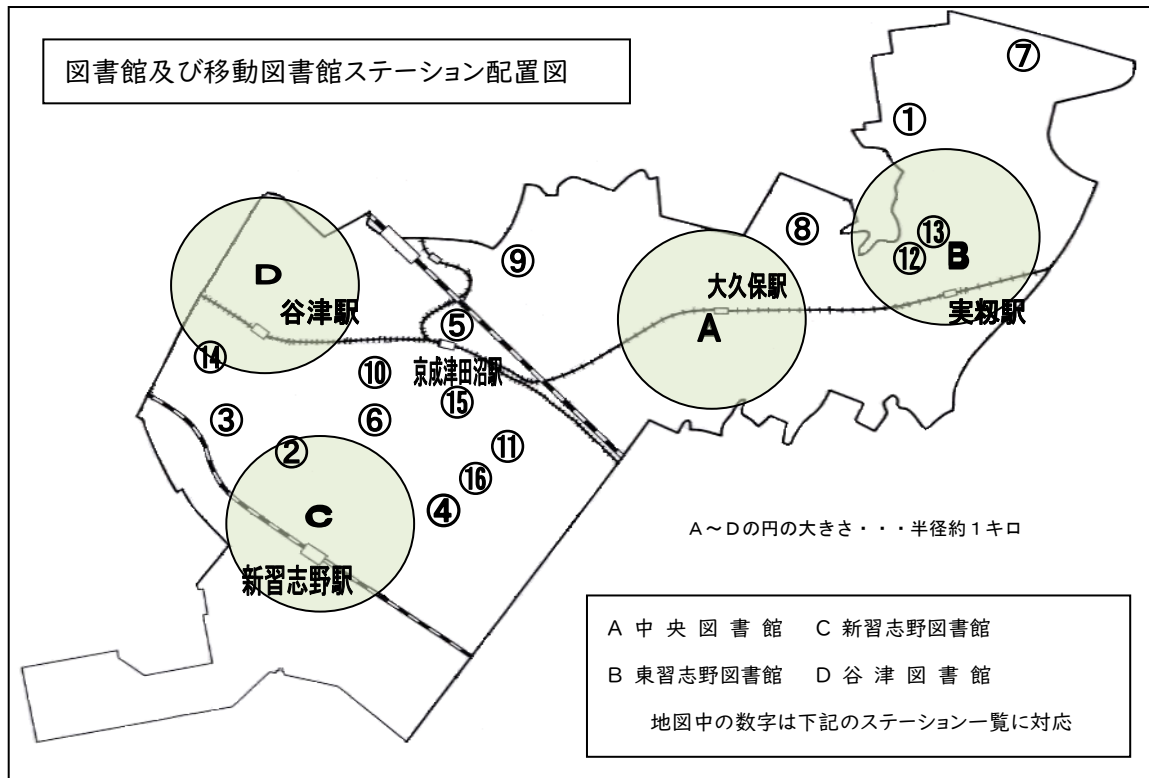 図書館及び移動図書館ステーション配置図
⑦
①
⑬
⑧
⑫
B
⑨
D
大久保駅
谷津駅
実籾駅
⑤
A
⑭
⑩
京成津田沼駅
⑮
③
⑥
②
⑪
⑯
④
C
A~Dの円の大きさ・・・半径約1キロ
新習志野駅
A 中 央 図 書 館 C 新習志野図書館
B 東習志野図書館 D 谷 津 図 書 館
地図中の数字は下記のステーション一覧に対応